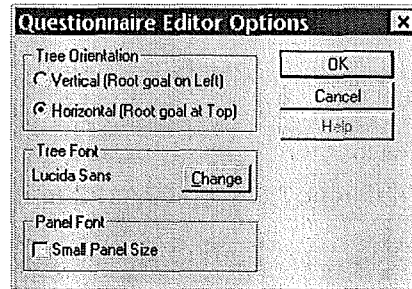 Questionnaire Editor Options
Tree Orientation
Vertical (Root goal on Left)
Horizontal (Root goal at Top)
OK
Cancel
Help
Tree Font
Lucida Sans
Change
Panel Font
Small Panel Size